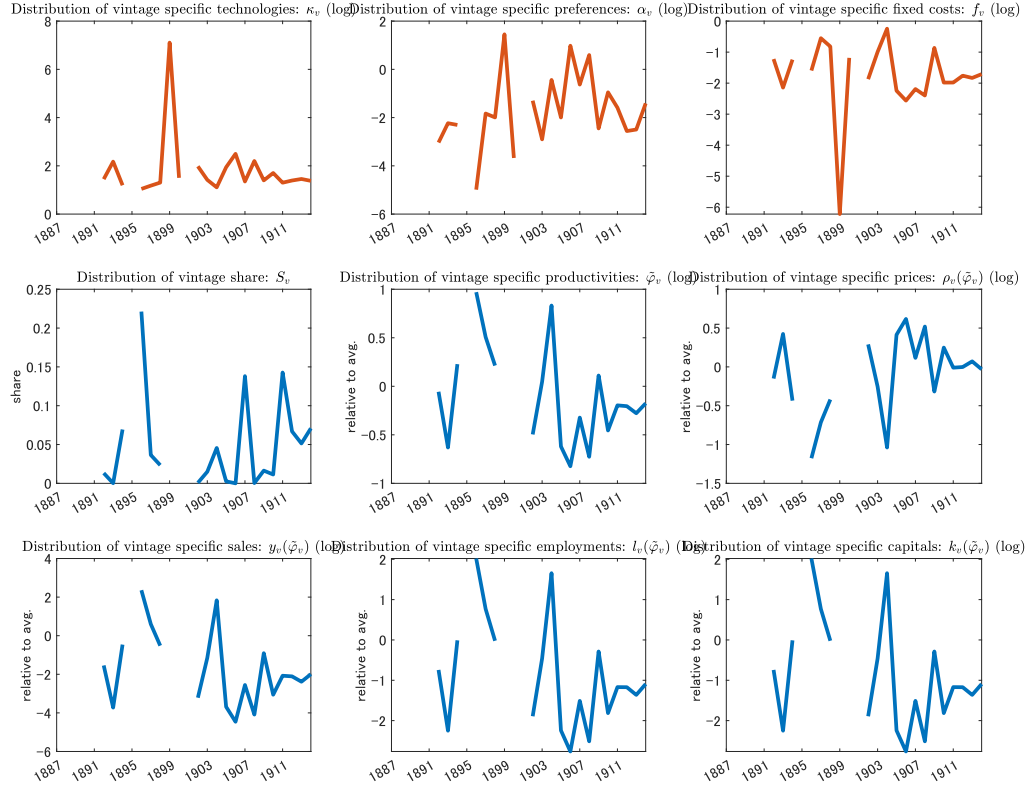 Distribution of vintage specific technologies: κ_v (log)
Distribution of vintage specific preferences: α_v (log)
Distribution of vintage specific fixed costs: f_v (log)
8
6
4
2
0
1887 1891 1895 1899 1903 1907 1911
2
0
−2
−4
−6
1887 1891 1895 1899 1903 1907 1911
0
−1
−2
−3
−4
−5
−6
1887 1891 1895 1899 1903 1907 1911
Distribution of vintage share: S_v
Distribution of vintage specific productivities: φ̃_v (log)
Distribution of vintage specific prices: ρ_v(φ̃_v) (log)
share
0.25
0.2
0.15
0.1
0.05
0
1887 1891 1895 1899 1903 1907 1911
relative to avg.
1
0.5
0
−0.5
−1
1887 1891 1895 1899 1903 1907 1911
relative to avg.
1
0.5
0
−0.5
−1
−1.5
1887 1891 1895 1899 1903 1907 1911
Distribution of vintage specific sales: y_v(φ̃_v) (log)
Distribution of vintage specific employments: l_v(φ̃_v) (log)
Distribution of vintage specific capitals: k_v(φ̃_v) (log)
relative to avg.
4
2
0
−2
−4
−6
1887 1891 1895 1899 1903 1907 1911
relative to avg.
2
1
0
−1
−2
1887 1891 1895 1899 1903 1907 1911
relative to avg.
2
1
0
−1
−2
1887 1891 1895 1899 1903 1907 1911